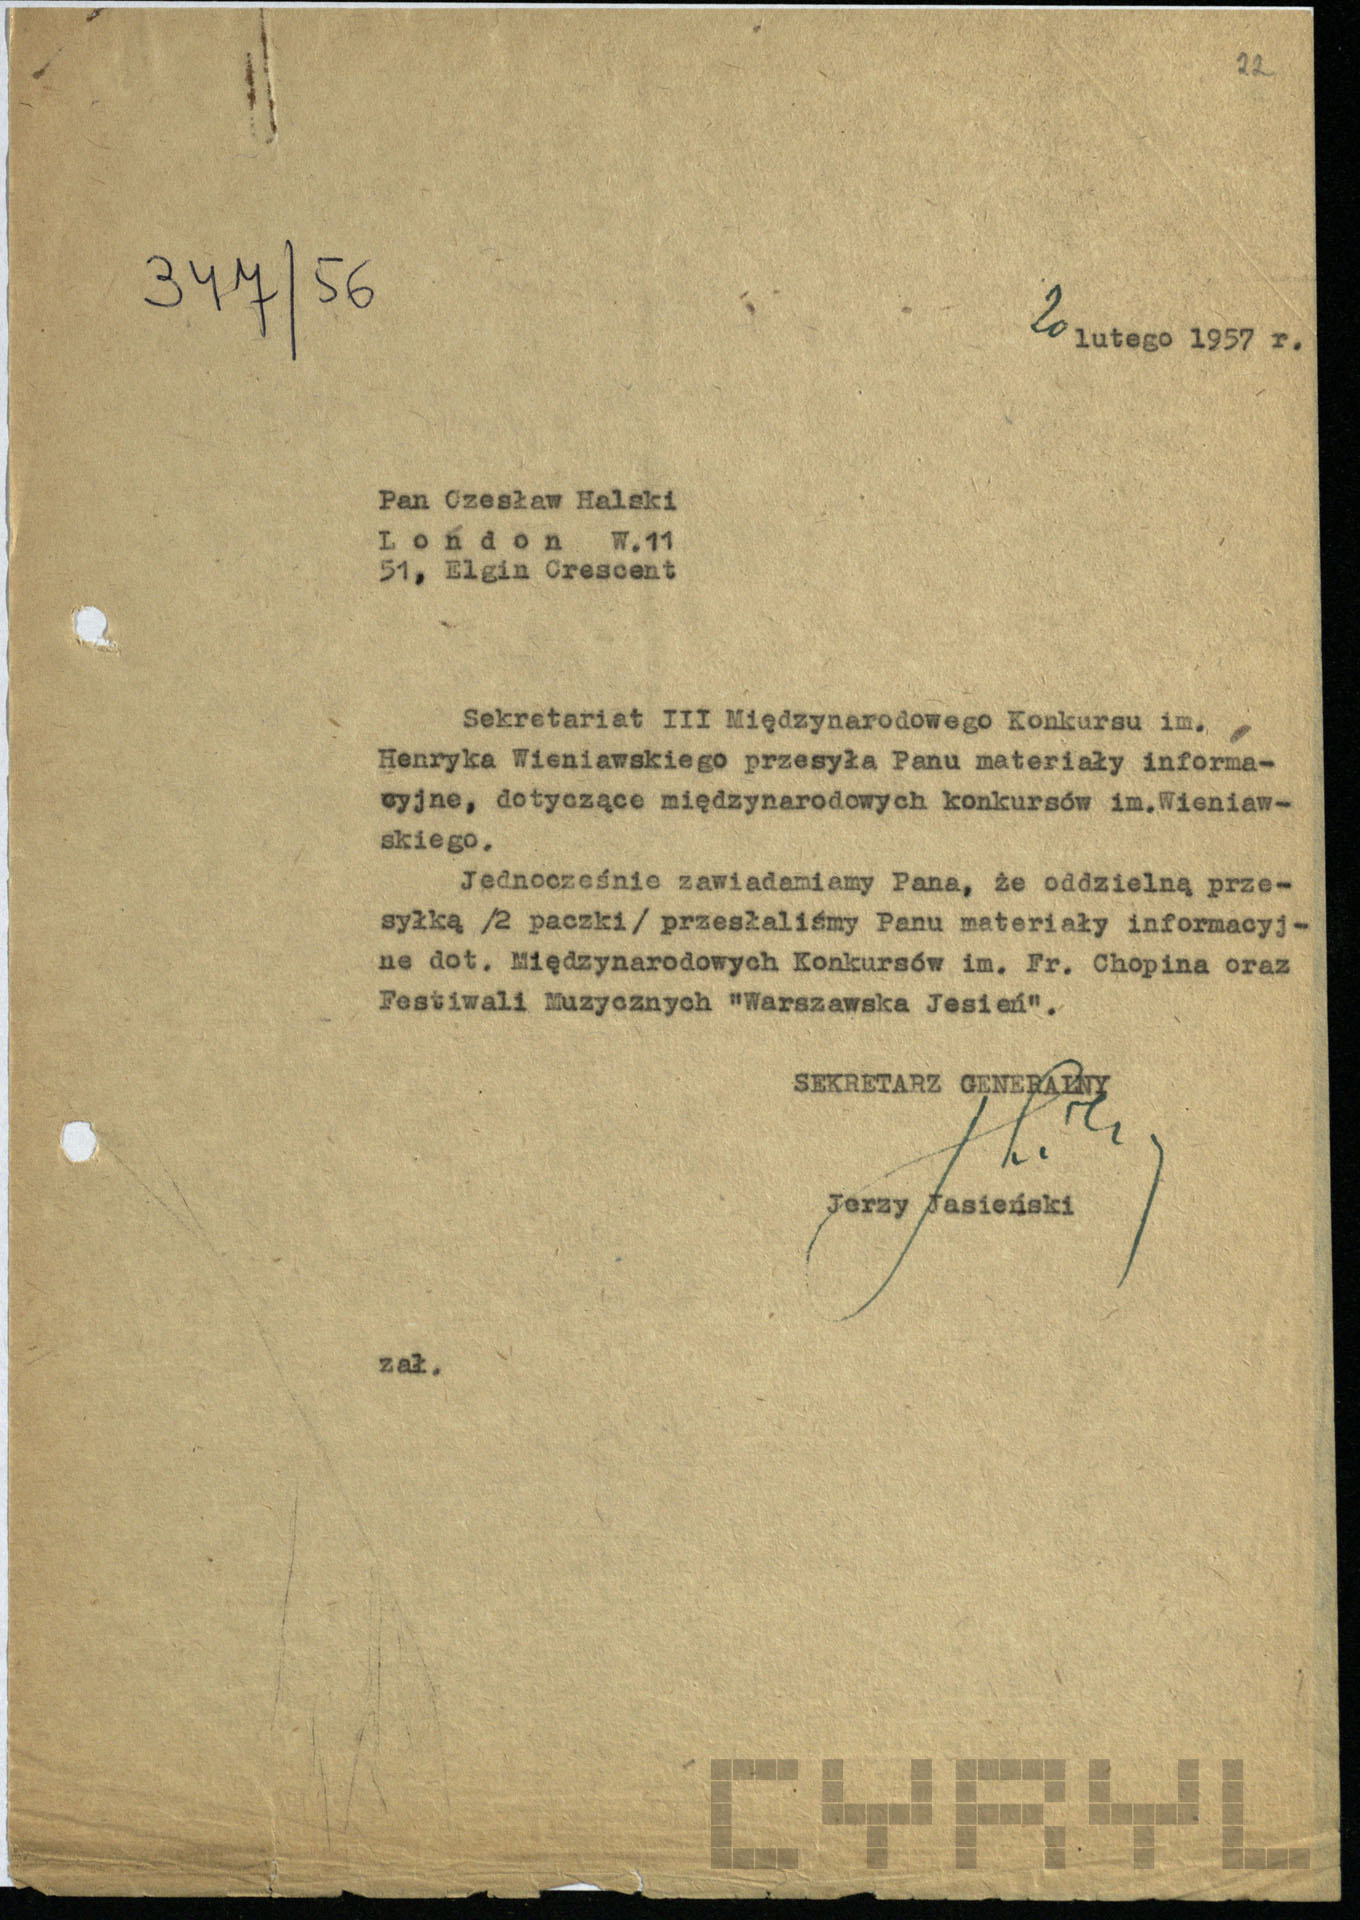 22
347/56
20 lutego 1957 r.
Pan Czesław Halski
L o n d o n W.11
51, Elgin Crescent
Sekretariat III Międzynarodowego Konkursu im.
Henryka Wieniawskiego przesyła Panu materiały informa-
cyjne, dotyczące międzynarodowych konkursów im.Wieniaw-
skiego.
Jednocześnie zawiadamiamy Pana, że oddzielną prze-
syłką /2 paczki/ przesłaliśmy Panu materiały informacyj-
ne dot. Międzynarodowych Konkursów im. Fr. Chopina oraz
Festiwali Muzycznych "Warszawska Jesień".
SEKRETARZ GENERALNY
Jerzy Jasieński
zał.
CYRYL